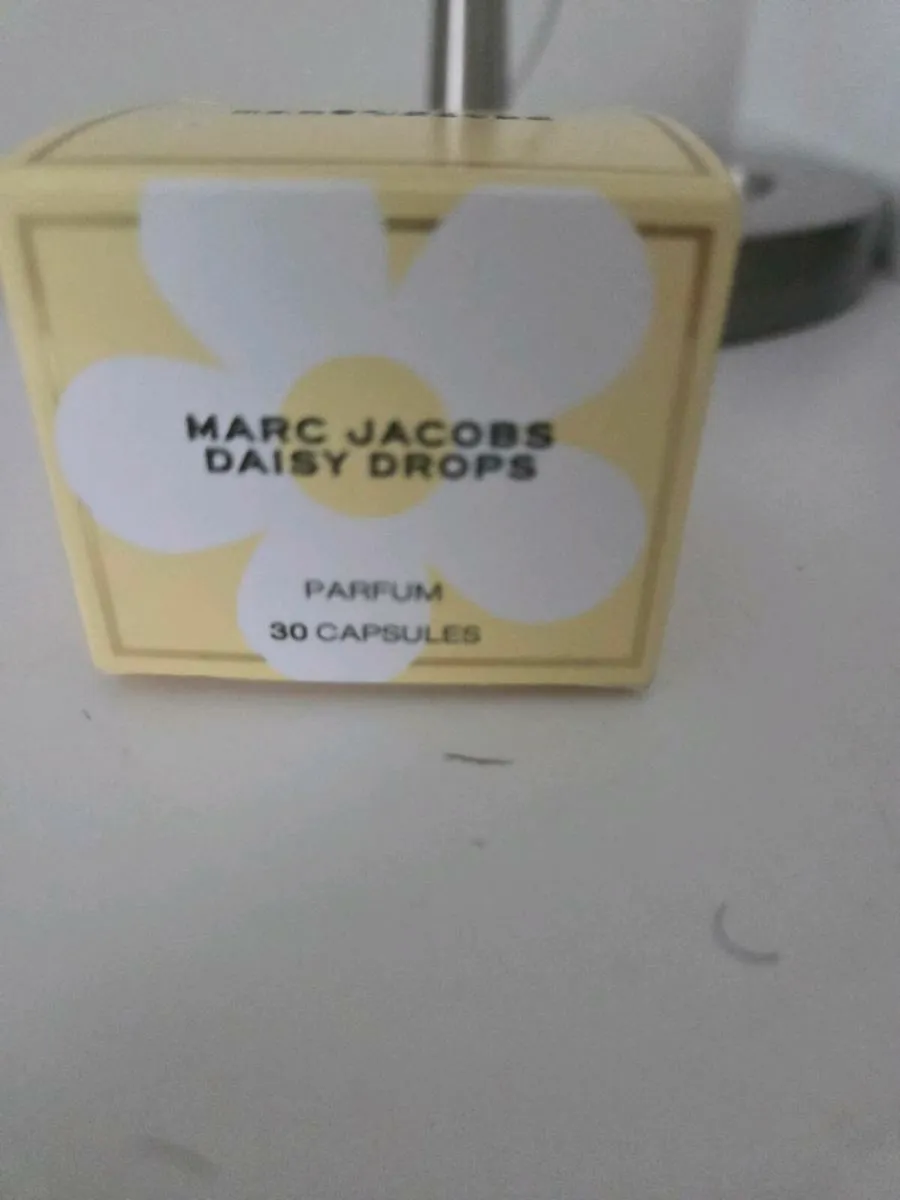 MARC JACOBS
DAISY DROPS
PARFUM
30 CAPSULES